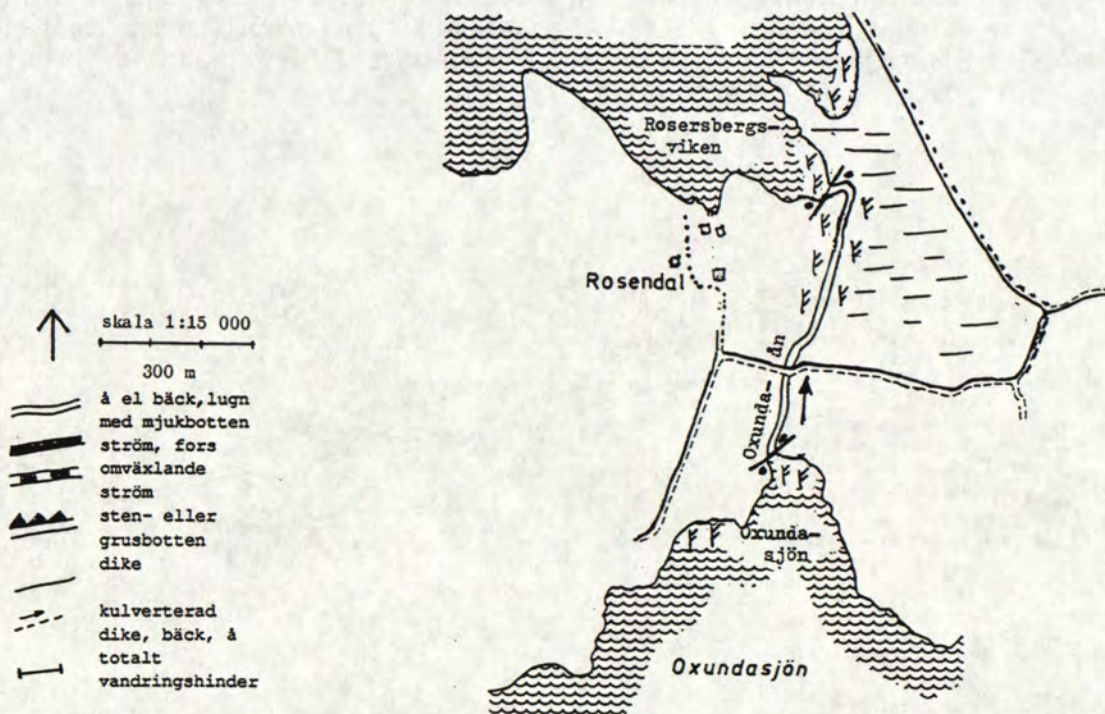 Rosersbergs-
viken
Rosendal
Oxunda- ån
Oxunda-
sjön
Oxundasjön
skala 1:15 000
300 m
å el bäck,lugn
med mjukbotten
ström, fors
omväxlande
ström
sten- eller
grusbotten
dike
kulverterad
dike, bäck, å
totalt
vandringshinder